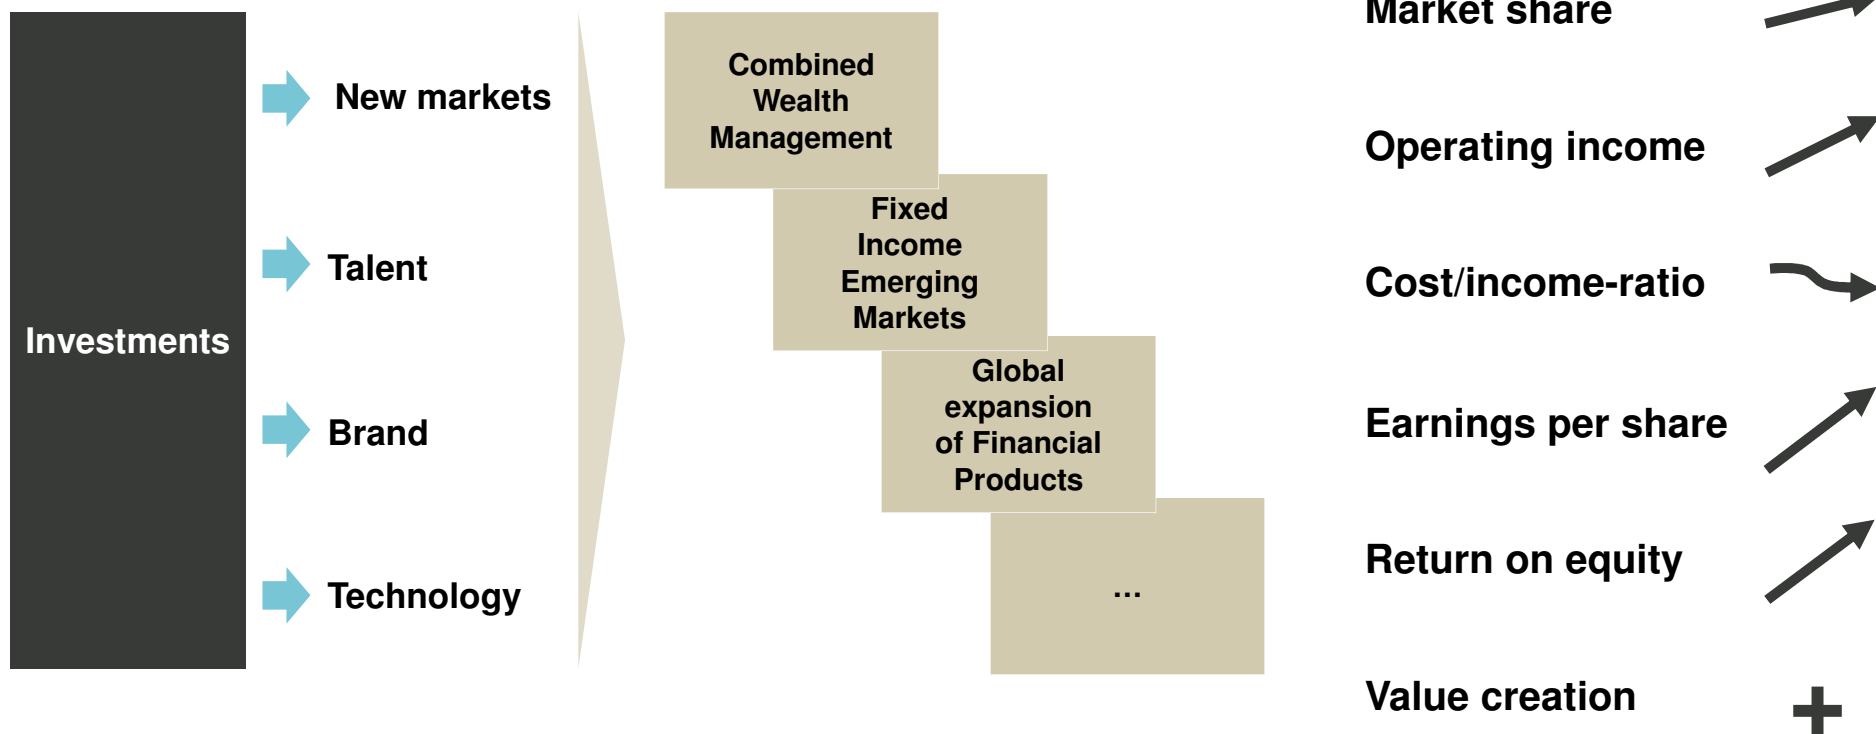 Investments
New markets
Talent
Brand
Technology
Combined
Wealth
Management
Fixed
Income
Emerging
Markets
Global
expansion
of Financial
Products
...
Market share
Operating income
Cost/income-ratio
Earnings per share
Return on equity
Value creation
+